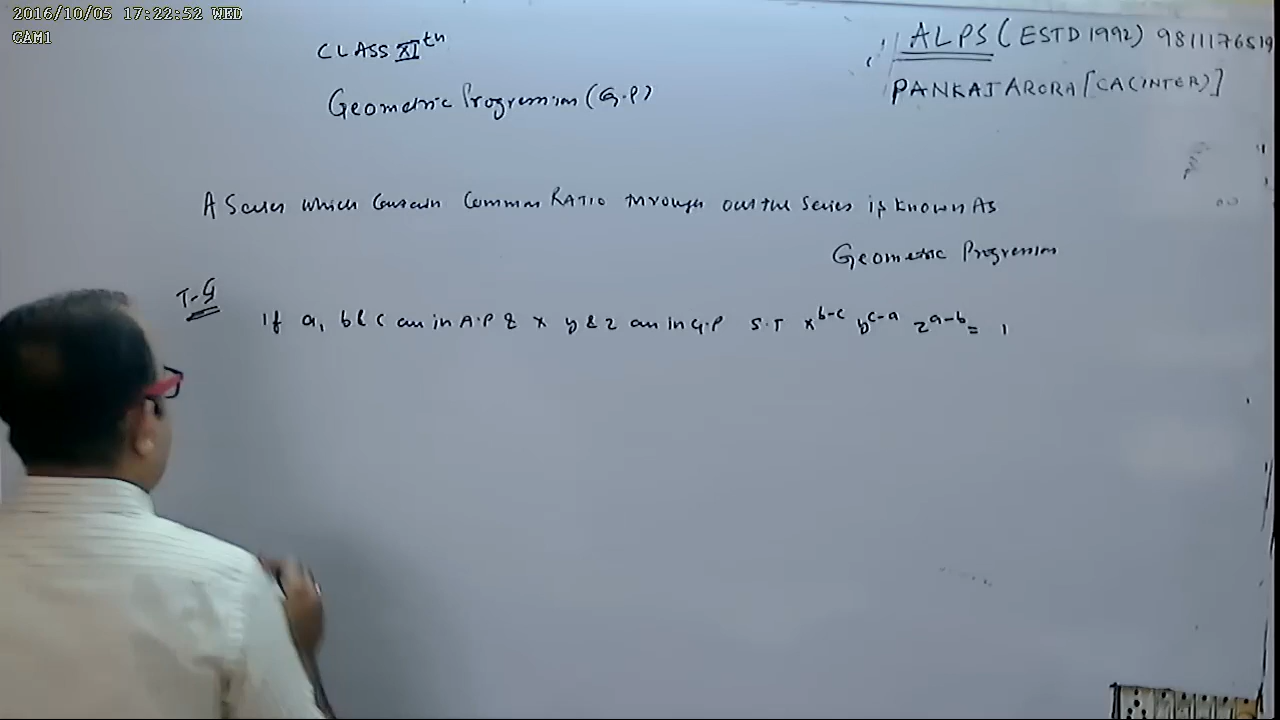 2016/10/05 17:22:52 WED
CAM1
CLASS XIth
Geometric Progression (G.P)
ALPS (ESTD 1992) 9811176519
PANKAJ ARORA [CA(INTER)]
A Series which Contain Common RATIO through out the Series is known As
Geometric Progression
T-9
If a, b & c are in A.P & x y & z are in G.P S.T x^b-c y^c-a z^a-b = 1